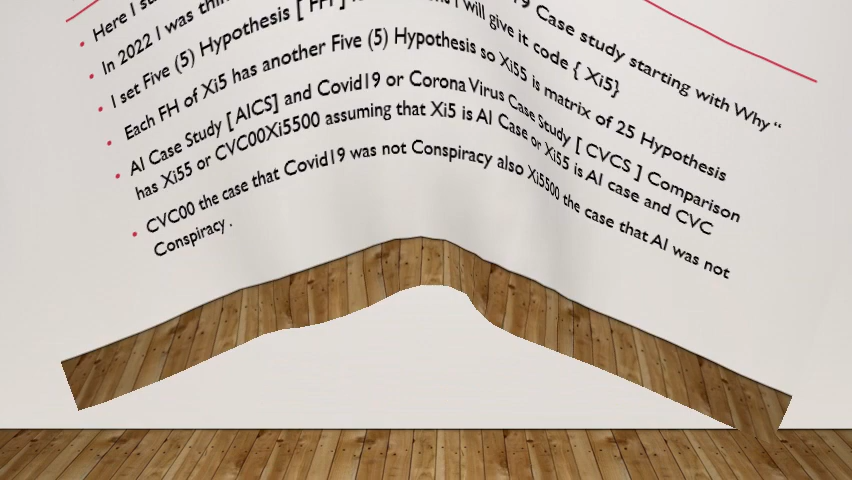 Here I
In 2022 I was 19 Case study starting with Why “
I set Five (5) Hypothesis [ FH ] I will give it code { Xi5}
Each FH of Xi5 has another Five (5) Hypothesis so Xi55 is matrix of 25 Hypothesis
AI Case Study [ AICS] and Covid19 or Corona Virus Case Study [ CVCS ] Comparison
has Xi55 or CVC00Xi5500 assuming that Xi5 is AI Case or Xi55 is AI case and CVC
CVC00 the case that Covid19 was not Conspiracy also Xi5500 the case that AI was not
Conspiracy .